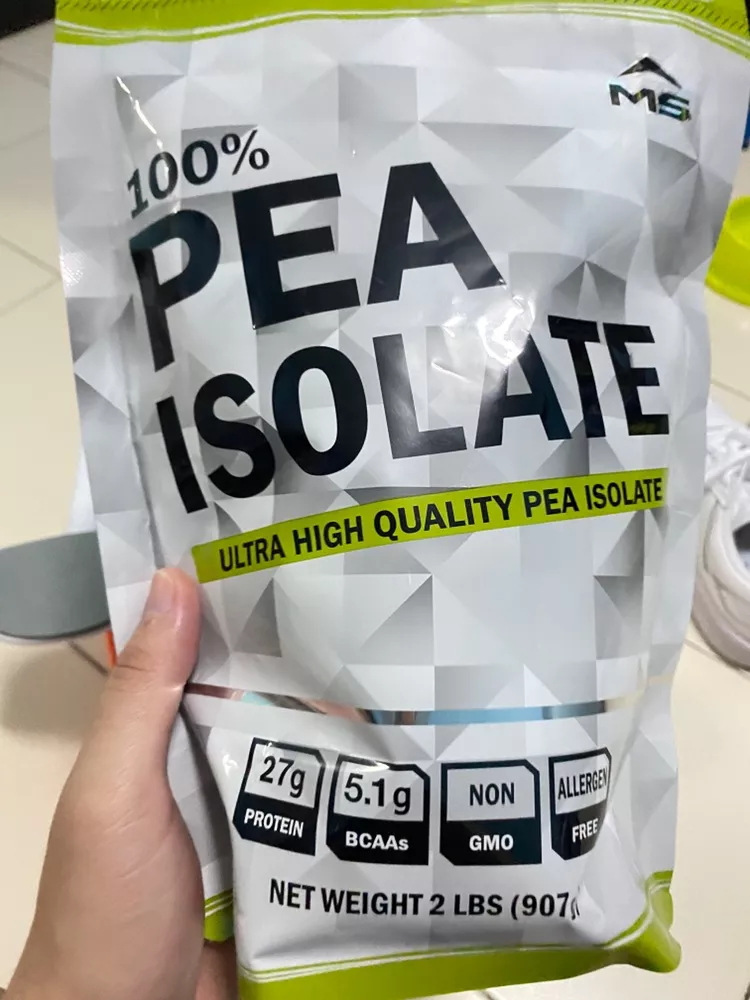 MS
100%
PEA
ISOLATE
ULTRA HIGH QUALITY PEA ISOLATE
27g
PROTEIN
5.1g
BCAAs
NON
GMO
ALLERGEN
FREE
NET WEIGHT 2 LBS (907g